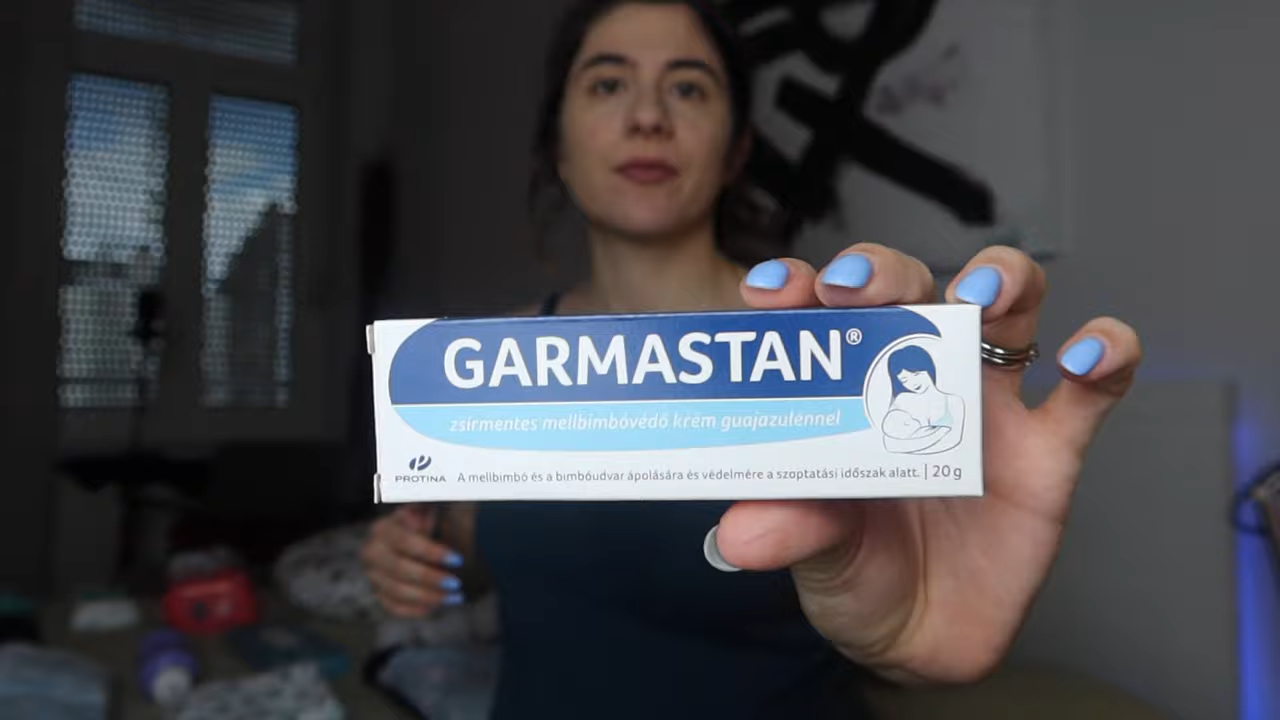 GARMASTAN®
zsírmentes mellbimbóvédő krém guajazulennel
PROTINA
A mellbimbó és a bimbóudvar ápolására és védelmére a szoptatási időszak alatt. | 20 g